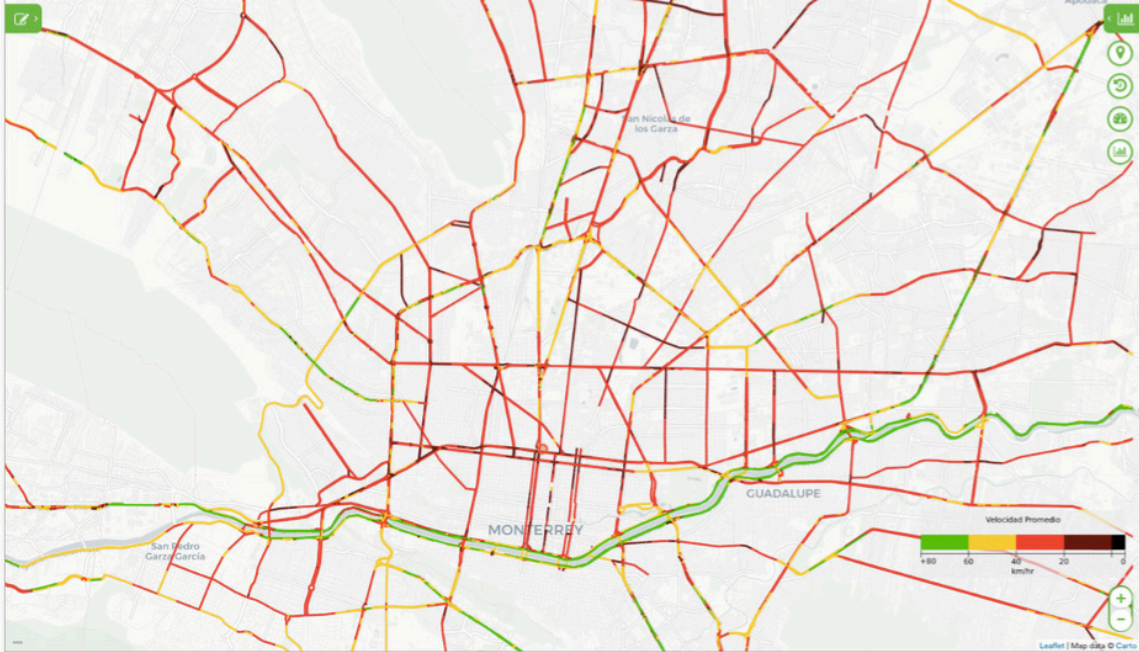 Apodaca
San Nicolás de
los Garza
MONTERREY
GUADALUPE
San Pedro
Garza García
Velocidad Promedio
+80 60 40 20 0
km/hr
+
−
Leaflet | Map data © Carto